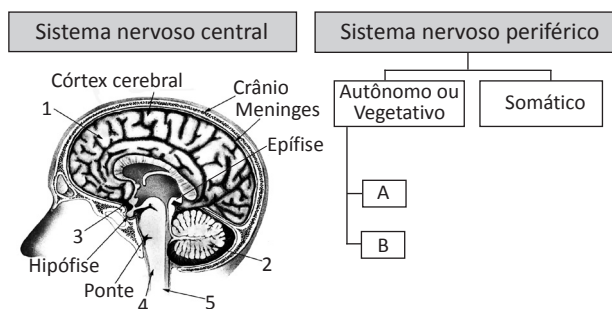 Sistema nervoso central
Sistema nervoso periférico
Córtex cerebral
1
Crânio
Meninges
Epífise
3
Hipófise
Ponte
4
5
2
Autônomo ou
Vegetativo
Somático
A
B